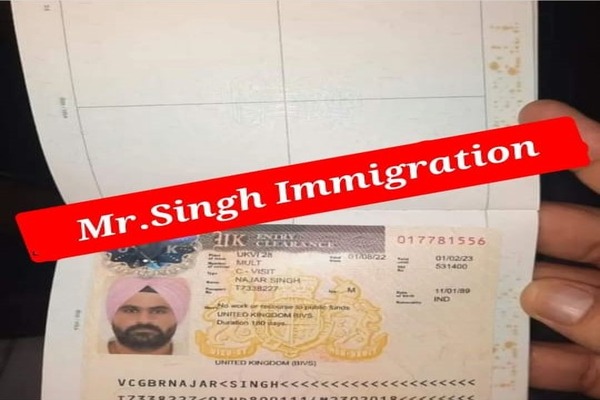 Mr.Singh Immigration
UK ENTRY CLEARANCE 017781556
UKVI 28 01/08/22 01/02/23
MULT 531400
C - VISIT
NAJAR SINGH
T7338227 M 11/01/89
IND
No work or recourse to public funds
UNITED KINGDOM BIVS)
Duration 180 days
UNITED KINGDOM (BIVS)
VCGBRNAJAR<SINGH<<<<<<<<<<<<<<<<<<<<